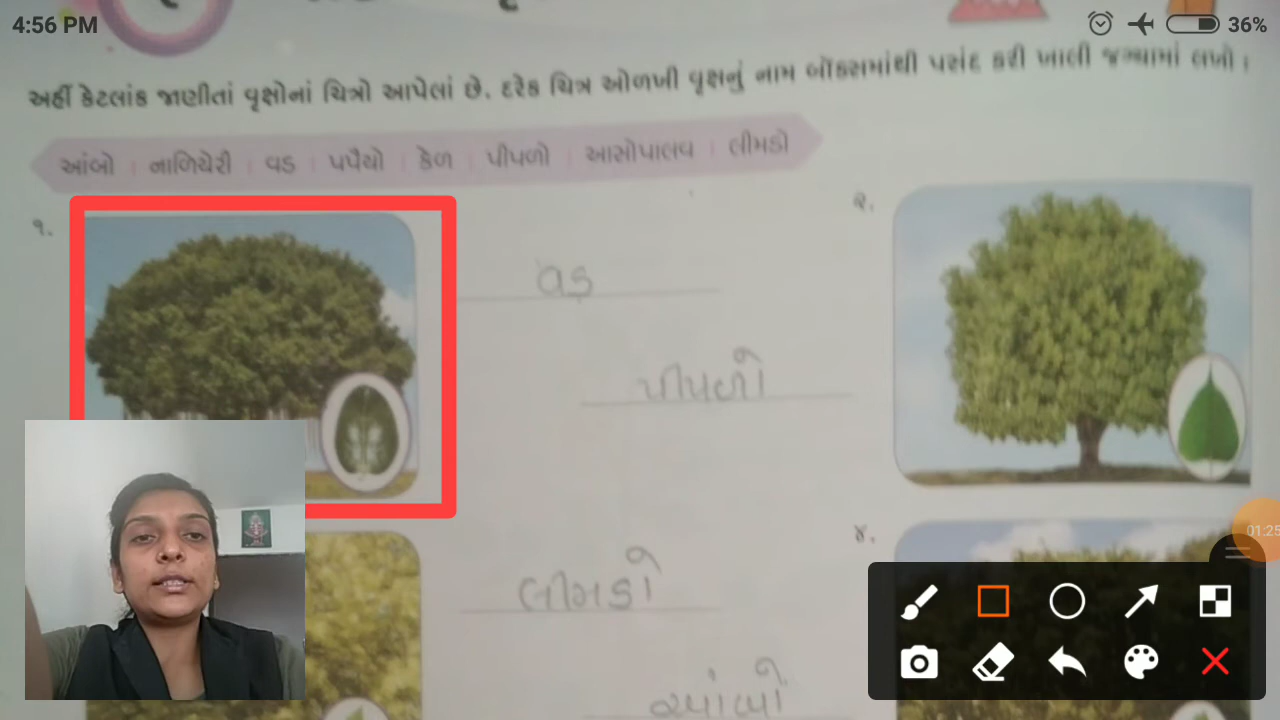 4:56 PM
36%
અહીં કેટલાંક જાણીતાં વૃક્ષોનાં ચિત્રો આપેલાં છે. દરેક ચિત્ર ઓળખી વૃક્ષનું નામ બૉક્સમાંથી પસંદ કરી ખાલી જગ્યામાં લખો।
આંબો | નાળિયેરી | વડ | પપૈયો | કેળ | પીપળો | આસોપાલવ | લીમડો
૧.
વડ
૨.
પીપળો
લીમડો
૪.
આંબો
01:25